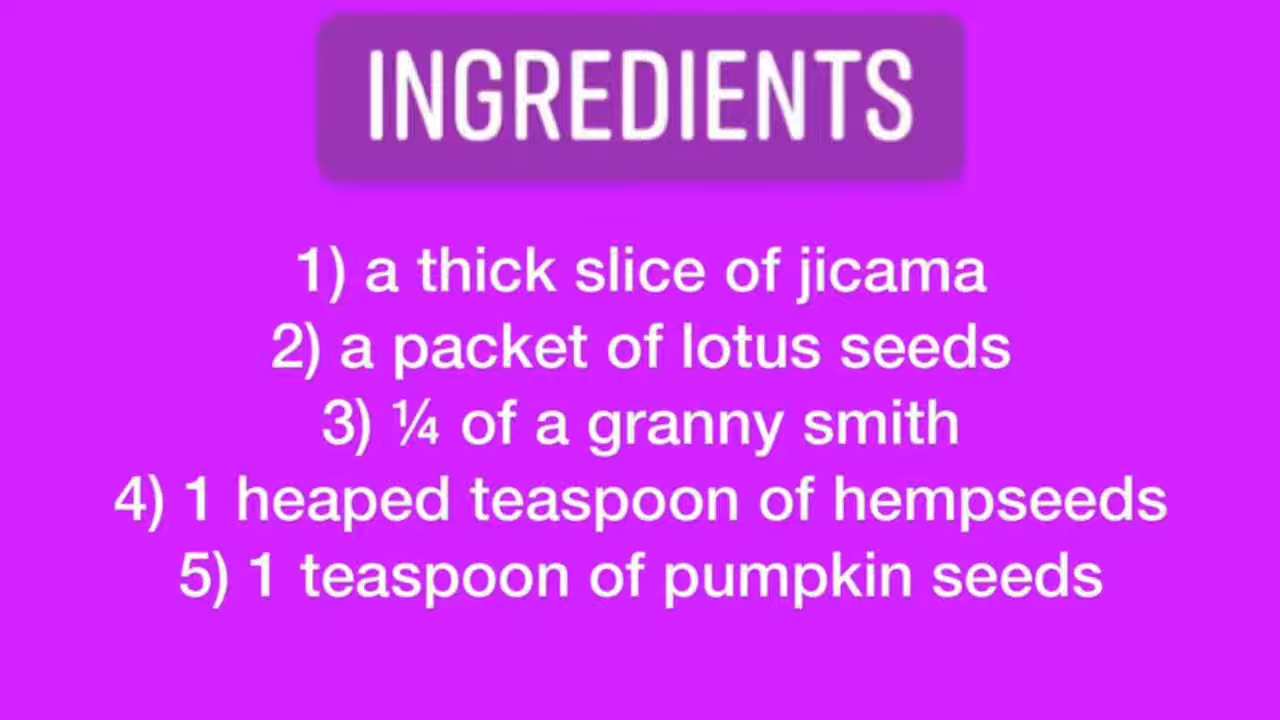 INGREDIENTS
1) a thick slice of jicama
2) a packet of lotus seeds
3) ¼ of a granny smith
4) 1 heaped teaspoon of hempseeds
5) 1 teaspoon of pumpkin seeds